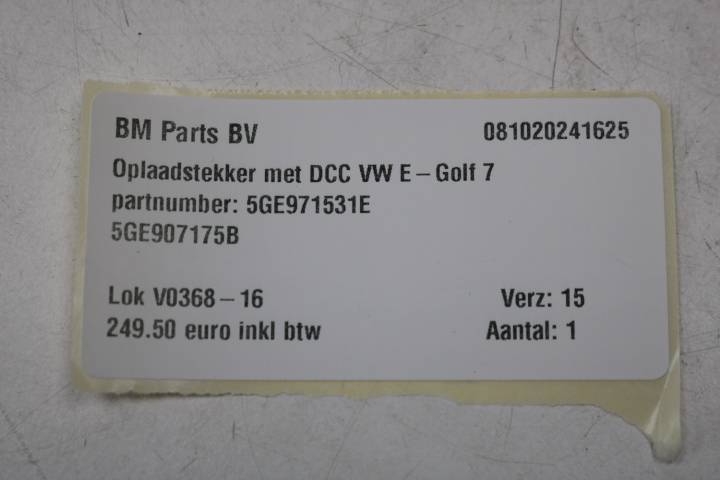 BM Parts BV 081020241625
Oplaadstekker met DCC VW E-Golf 7
partnumber: 5GE971531E
5GE907175B
Lok V0368-16 Verz: 15
249.50 euro inkl btw Aantal: 1